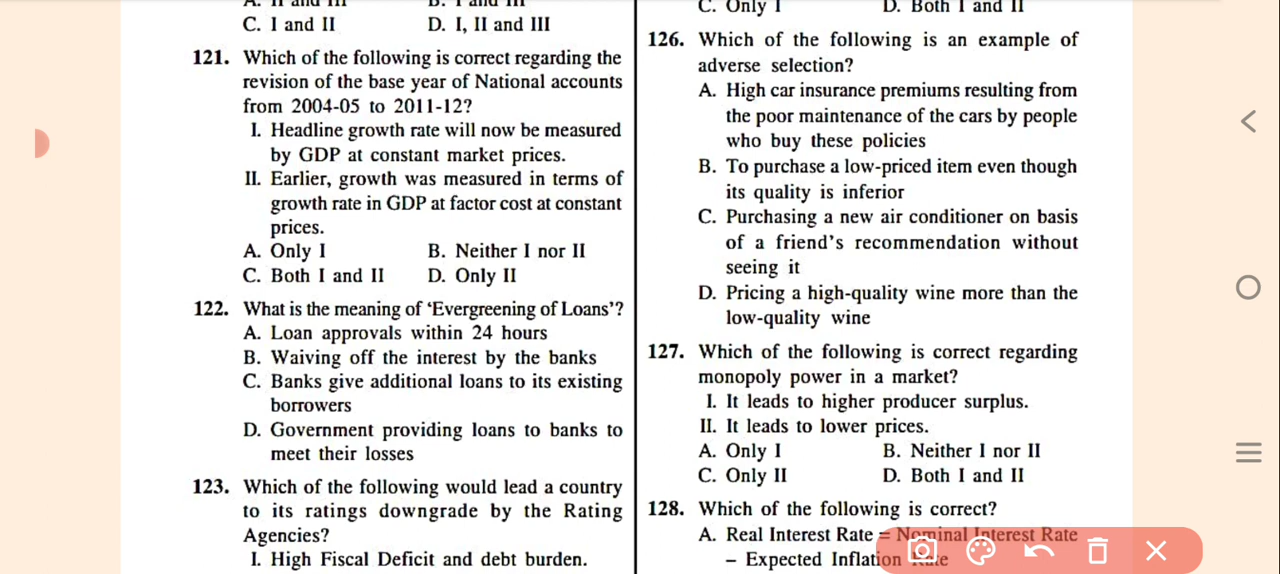 C. I and II D. I, II and III
121. Which of the following is correct regarding the
revision of the base year of National accounts
from 2004-05 to 2011-12?
I. Headline growth rate will now be measured
by GDP at constant market prices.
II. Earlier, growth was measured in terms of
growth rate in GDP at factor cost at constant
prices.
A. Only I B. Neither I nor II
C. Both I and II D. Only II
122. What is the meaning of ‘Evergreening of Loans’?
A. Loan approvals within 24 hours
B. Waiving off the interest by the banks
C. Banks give additional loans to its existing
borrowers
D. Government providing loans to banks to
meet their losses
123. Which of the following would lead a country
to its ratings downgrade by the Rating
Agencies?
I. High Fiscal Deficit and debt burden.
C. Only I D. Both I and II
126. Which of the following is an example of
adverse selection?
A. High car insurance premiums resulting from
the poor maintenance of the cars by people
who buy these policies
B. To purchase a low-priced item even though
its quality is inferior
C. Purchasing a new air conditioner on basis
of a friend’s recommendation without
seeing it
D. Pricing a high-quality wine more than the
low-quality wine
127. Which of the following is correct regarding
monopoly power in a market?
I. It leads to higher producer surplus.
II. It leads to lower prices.
A. Only I B. Neither I nor II
C. Only II D. Both I and II
128. Which of the following is correct?
A. Real Interest Rate = Nominal Interest Rate
– Expected Inflation Rate